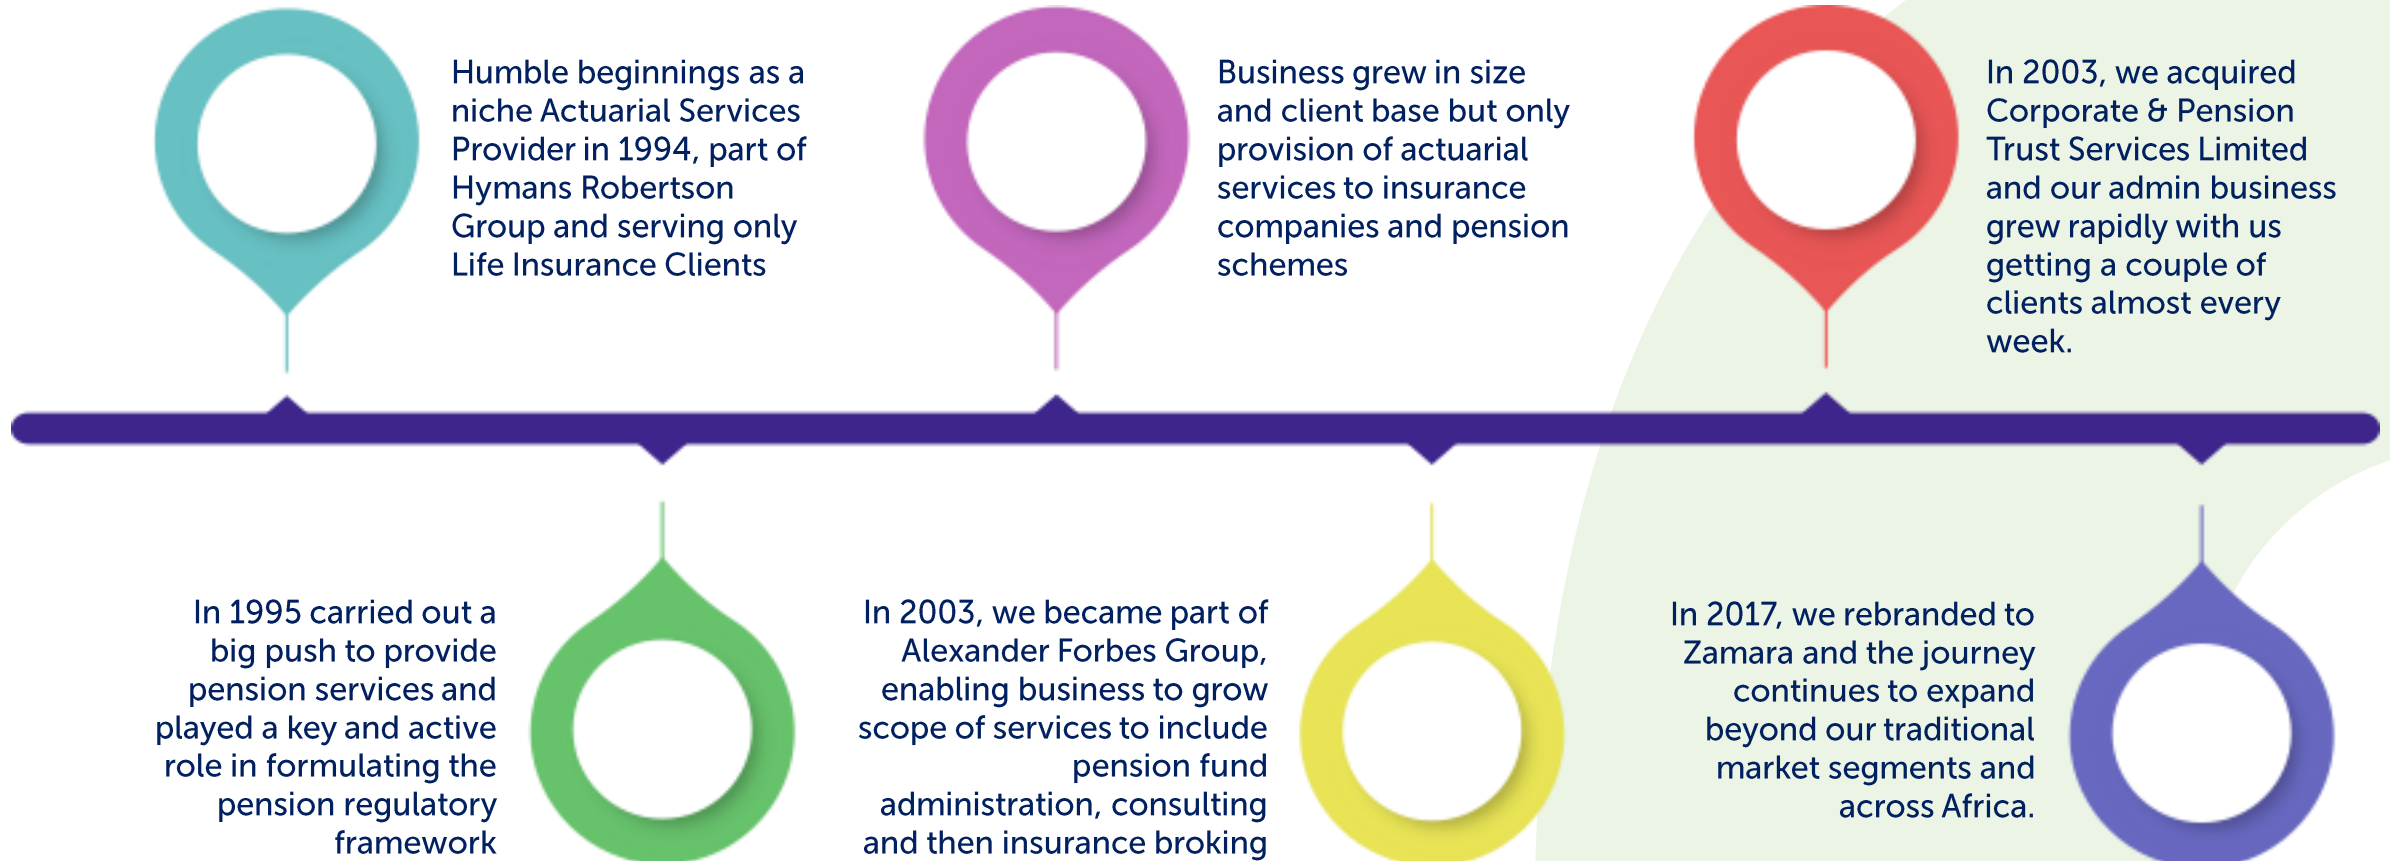 Humble beginnings as a
niche Actuarial Services
Provider in 1994, part of
Hymans Robertson
Group and serving only
Life Insurance Clients
In 1995 carried out a
big push to provide
pension services and
played a key and active
role in formulating the
pension regulatory
framework
Business grew in size
and client base but only
provision of actuarial
services to insurance
companies and pension
schemes
In 2003, we became part of
Alexander Forbes Group,
enabling business to grow
scope of services to include
pension fund
administration, consulting
and then insurance broking
In 2003, we acquired
Corporate & Pension
Trust Services Limited
and our admin business
grew rapidly with us
getting a couple of
clients almost every
week.
In 2017, we rebranded to
Zamara and the journey
continues to expand
beyond our traditional
market segments and
across Africa.